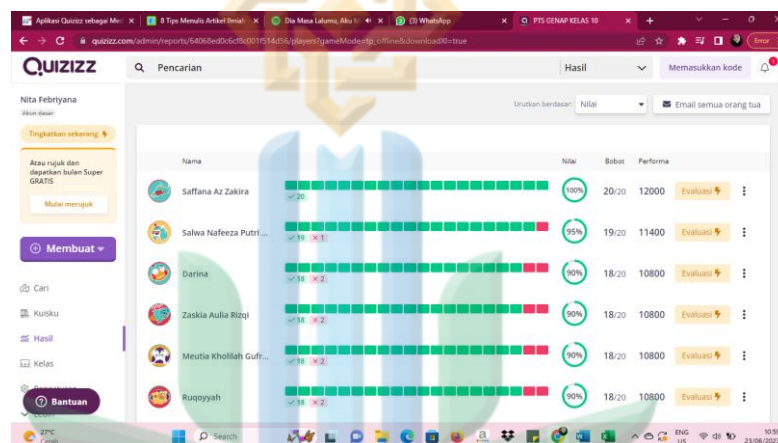 Aplikasi Quizizz sebagai Med
8 Tips Menulis Artikel Ilmiah
Dia Masa Lalumu, Aku M
(3) WhatsApp
PTS GENAP KELAS 10
quizizz.com/admin/reports/64068ed0c6cf8c001f514d56/players?gameMode=tp_offline&download0=true
Error
QUIZIZZ
Pencarian
Hasil
Memasukkan kode
Nita Febriyana
Akun dasar
Urutkan berdasar: Nilai
Email semua orang tua
Tingkatkan sekarang
Atau rujuk dan
dapatkan bulan Super
GRATIS
Mulai merujuk
Membuat
Cari
Kuisku
Hasil
Kelas
Bantuan
Nama Nilai Bobot Performa
Saffana Az Zakira 20 100% 20/20 12000 Evaluasi
Salwa Nafeeza Putri ... 19 1 95% 19/20 11400 Evaluasi
Darina 18 2 90% 18/20 10800 Evaluasi
Zaskia Aulia Rizqi 18 2 90% 18/20 10800 Evaluasi
Meutia Kholilah Gufr... 18 2 90% 18/20 10800 Evaluasi
Ruqoyyah 18 2 90% 18/20 10800 Evaluasi
27°C
Search
ENG
US